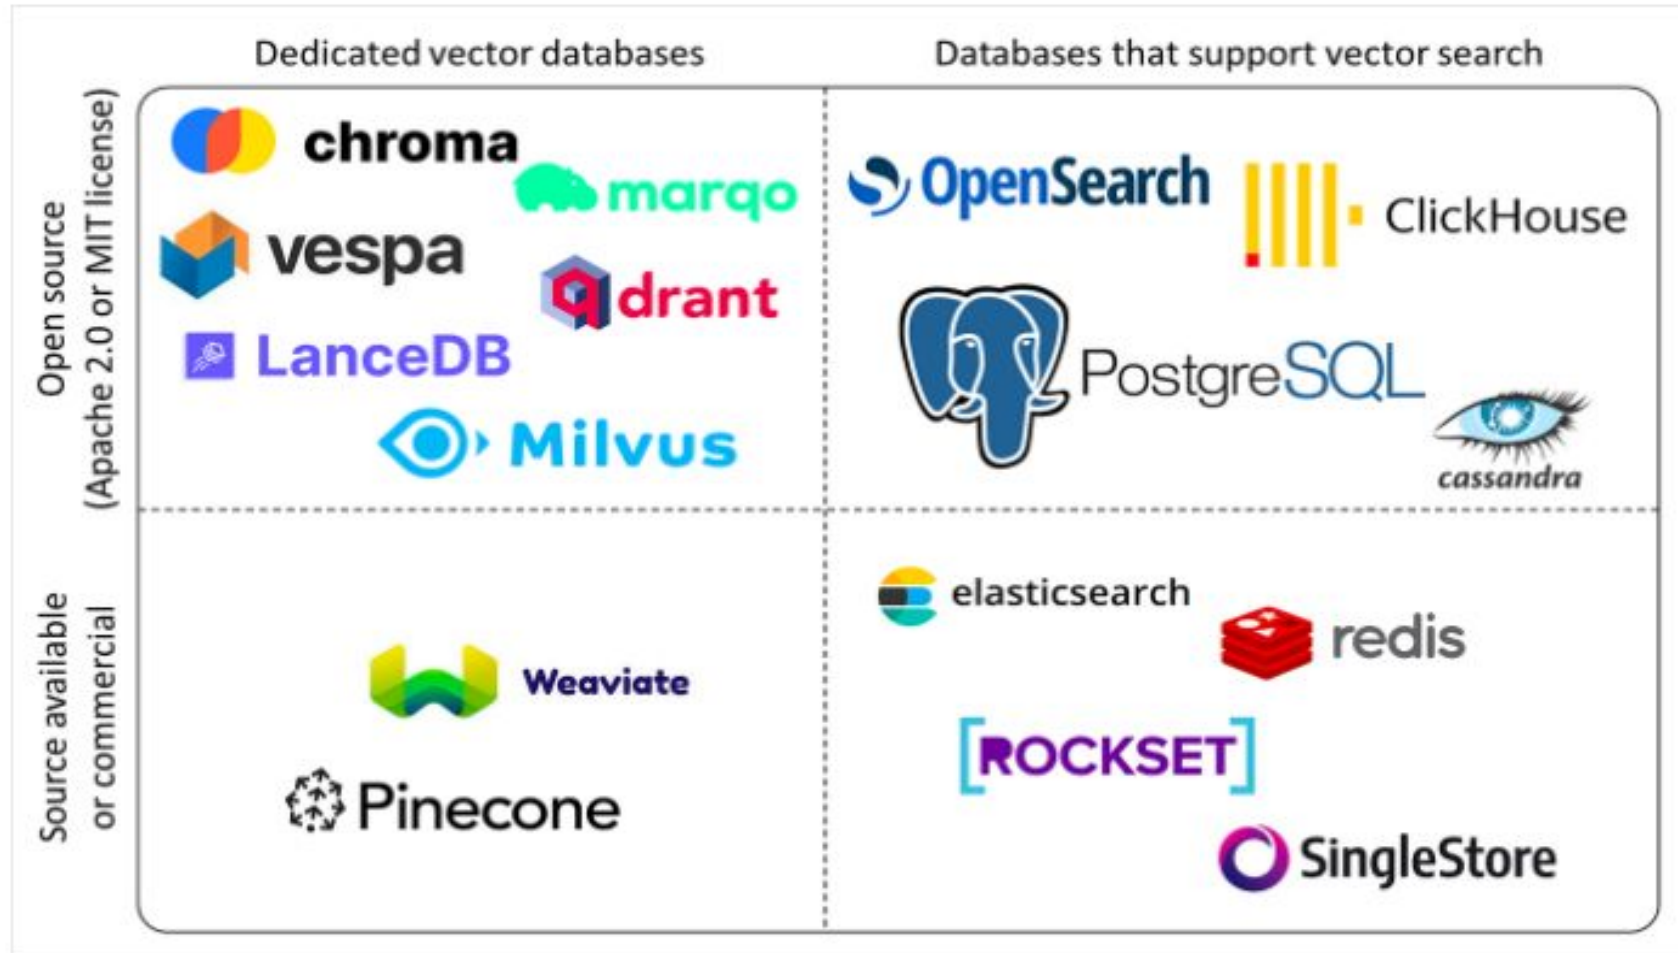 Dedicated vector databases
Databases that support vector search
Open source
(Apache 2.0 or MIT license)
chroma
marqo
vespa
qdrant
LanceDB
Milvus
OpenSearch
ClickHouse
PostgreSQL
cassandra
Source available
or commercial
Weaviate
Pinecone
elasticsearch
redis
[ROCKSET]
SingleStore